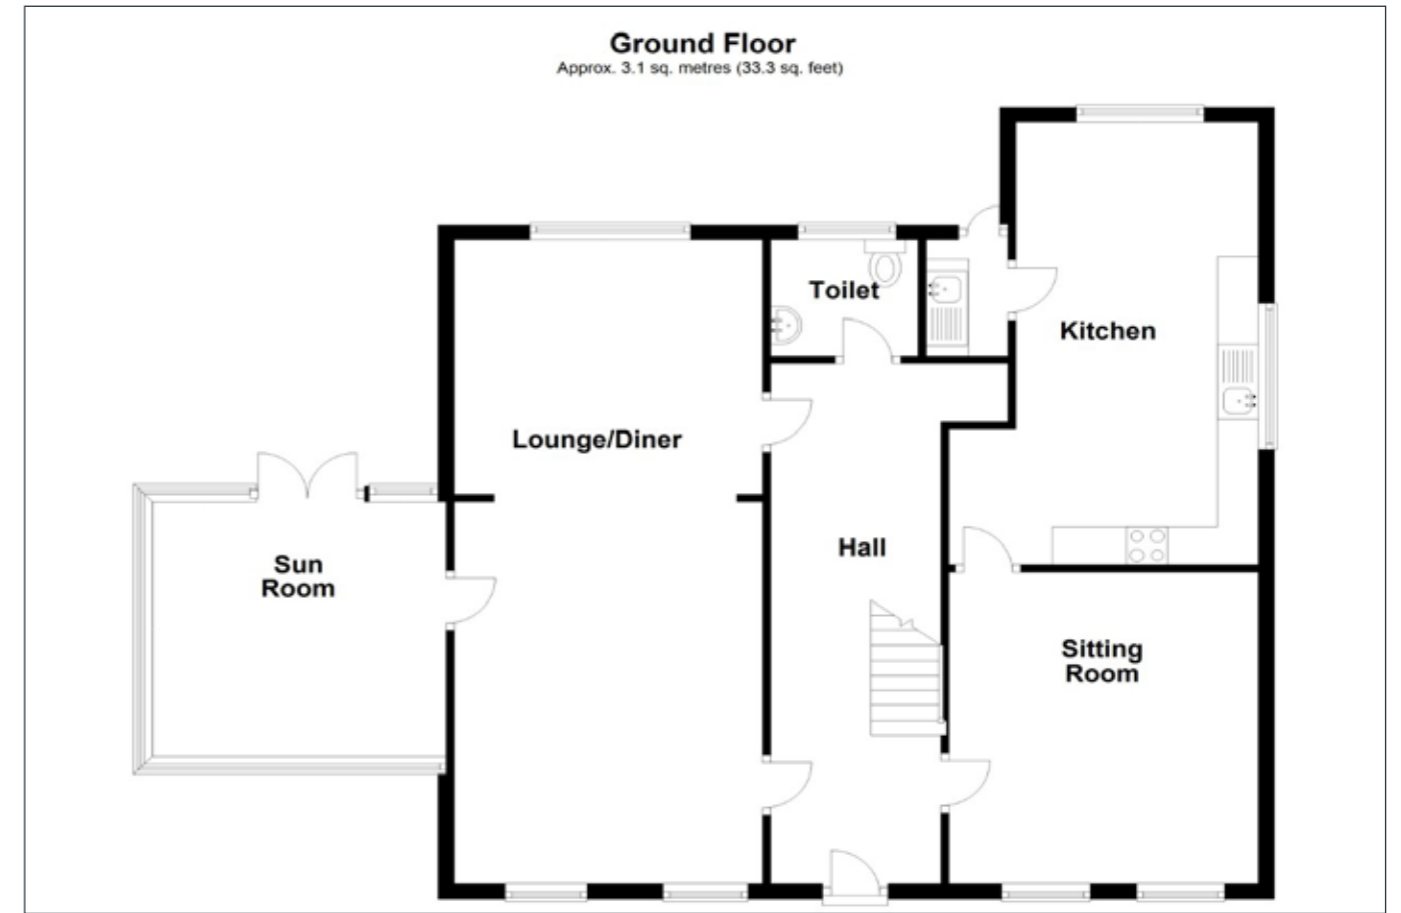 Ground Floor
Approx. 3.1 sq. metres (33.3 sq. feet)
Toilet
Kitchen
Lounge/Diner
Hall
Sun
Room
Sitting
Room